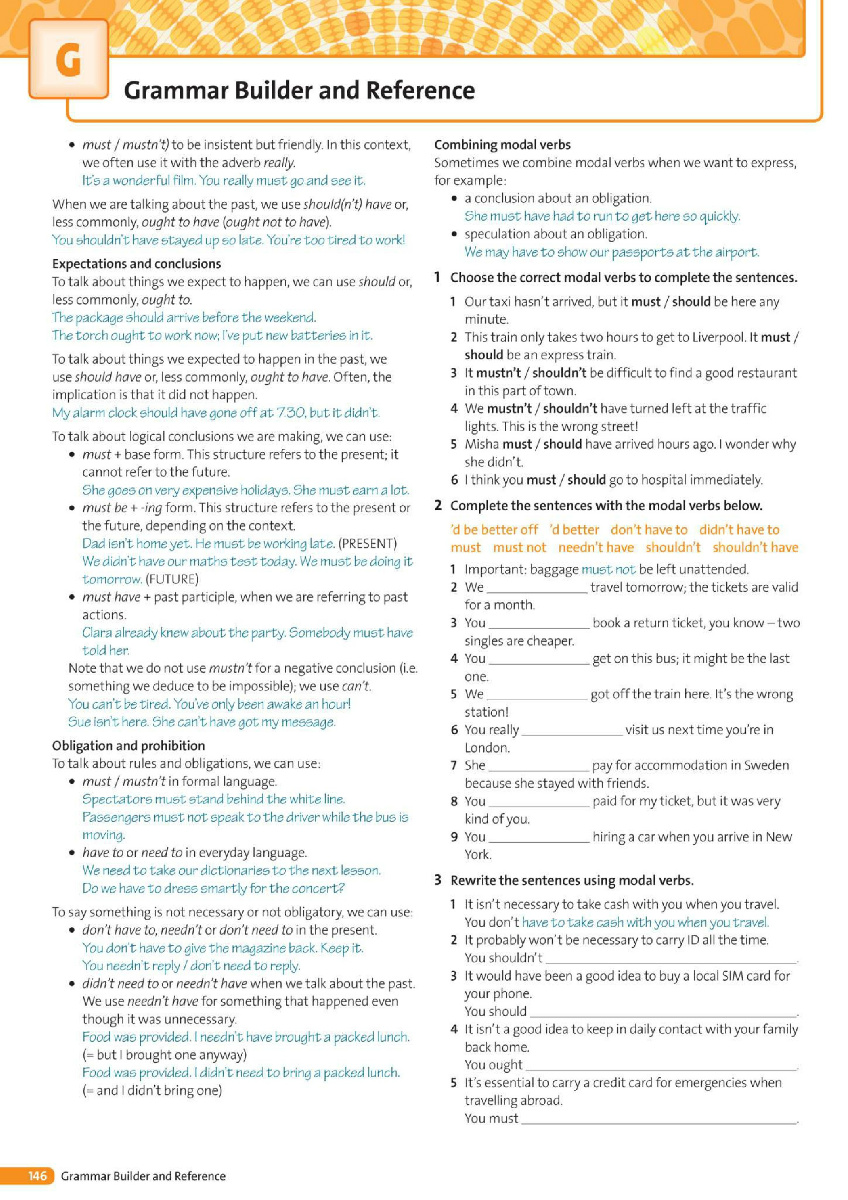 G
Grammar Builder and Reference
• must / mustn't) to be insistent but friendly. In this context,
we often use it with the adverb really.
It's a wonderful film. You really must go and see it.
When we are talking about the past, we use should(n't) have or,
less commonly, ought to have (ought not to have).
You shouldn't have stayed up so late. You're too tired to work!
Expectations and conclusions
To talk about things we expect to happen, we can use should or,
less commonly, ought to.
The package should arrive before the weekend.
The torch ought to work now; I've put new batteries in it.
To talk about things we expected to happen in the past, we
use should have or, less commonly, ought to have. Often, the
implication is that it did not happen.
My alarm clock should have gone off at 7.30, but it didn't.
To talk about logical conclusions we are making, we can use:
• must + base form. This structure refers to the present; it
cannot refer to the future.
She goes on very expensive holidays. She must earn a lot.
• must be + -ing form. This structure refers to the present or
the future, depending on the context.
Dad isn't home yet. He must be working late. (PRESENT)
We didn't have our maths test today. We must be doing it
tomorrow. (FUTURE)
• must have + past participle, when we are referring to past
actions.
Clara already knew about the party. Somebody must have
told her.
Note that we do not use mustn't for a negative conclusion (i.e.
something we deduce to be impossible); we use can't.
You can't be tired. You've only been awake an hour!
Sue isn't here. She can't have got my message.
Obligation and prohibition
To talk about rules and obligations, we can use:
• must / mustn't in formal language.
Spectators must stand behind the white line.
Passengers must not speak to the driver while the bus is
moving.
• have to or need to in everyday language.
We need to take our dictionaries to the next lesson.
Do we have to dress smartly for the concert?
To say something is not necessary or not obligatory, we can use:
• don't have to, needn't or don't need to in the present.
You don't have to give the magazine back. Keep it.
You needn't reply / don't need to reply.
• didn't need to or needn't have when we talk about the past.
We use needn't have for something that happened even
though it was unnecessary.
Food was provided. I needn't have brought a packed lunch.
(= but I brought one anyway)
Food was provided. I didn't need to bring a packed lunch.
(= and I didn't bring one)
Combining modal verbs
Sometimes we combine modal verbs when we want to express,
for example:
• a conclusion about an obligation.
She must have had to run to get here so quickly.
• speculation about an obligation.
We may have to show our passports at the airport.
1 Choose the correct modal verbs to complete the sentences.
1 Our taxi hasn't arrived, but it must / should be here any
minute.
2 This train only takes two hours to get to Liverpool. It must /
should be an express train.
3 It mustn't / shouldn't be difficult to find a good restaurant
in this part of town.
4 We mustn't / shouldn't have turned left at the traffic
lights. This is the wrong street!
5 Misha must / should have arrived hours ago. I wonder why
she didn't.
6 I think you must / should go to hospital immediately.
2 Complete the sentences with the modal verbs below.
'd be better off 'd better don't have to didn't have to
must must not needn't have shouldn't shouldn't have
1 Important: baggage must not be left unattended.
2 We ______________ travel tomorrow; the tickets are valid
for a month.
3 You ______________ book a return ticket, you know – two
singles are cheaper.
4 You ______________ get on this bus; it might be the last
one.
5 We ______________ got off the train here. It's the wrong
station!
6 You really ______________ visit us next time you're in
London.
7 She ______________ pay for accommodation in Sweden
because she stayed with friends.
8 You ______________ paid for my ticket, but it was very
kind of you.
9 You ______________ hiring a car when you arrive in New
York.
3 Rewrite the sentences using modal verbs.
1 It isn't necessary to take cash with you when you travel.
You don't have to take cash with you when you travel.
2 It probably won't be necessary to carry ID all the time.
You shouldn't ______________.
3 It would have been a good idea to buy a local SIM card for
your phone.
You should ______________.
4 It isn't a good idea to keep in daily contact with your family
back home.
You ought ______________.
5 It's essential to carry a credit card for emergencies when
travelling abroad.
You must ______________.
146 Grammar Builder and Reference